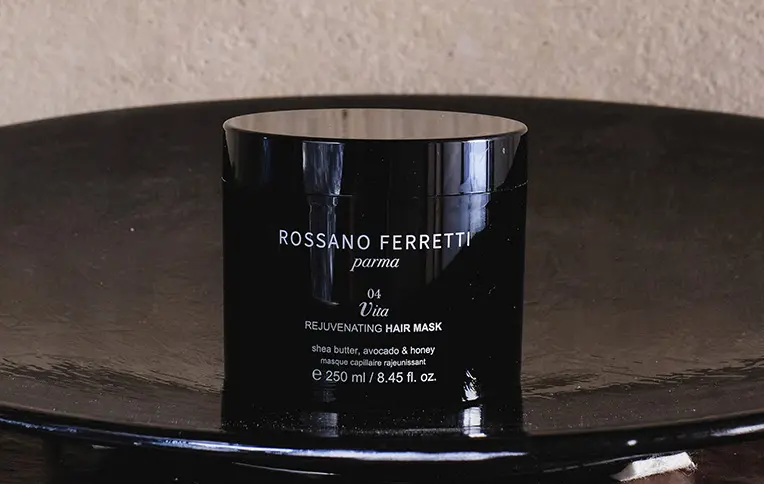 ROSSANO FERRETTI
parma
04
Vita
REJUVENATING HAIR MASK
shea butter, avocado & honey
masque capillaire rajeunissant
℮ 250 ml / 8.45 fl. oz.